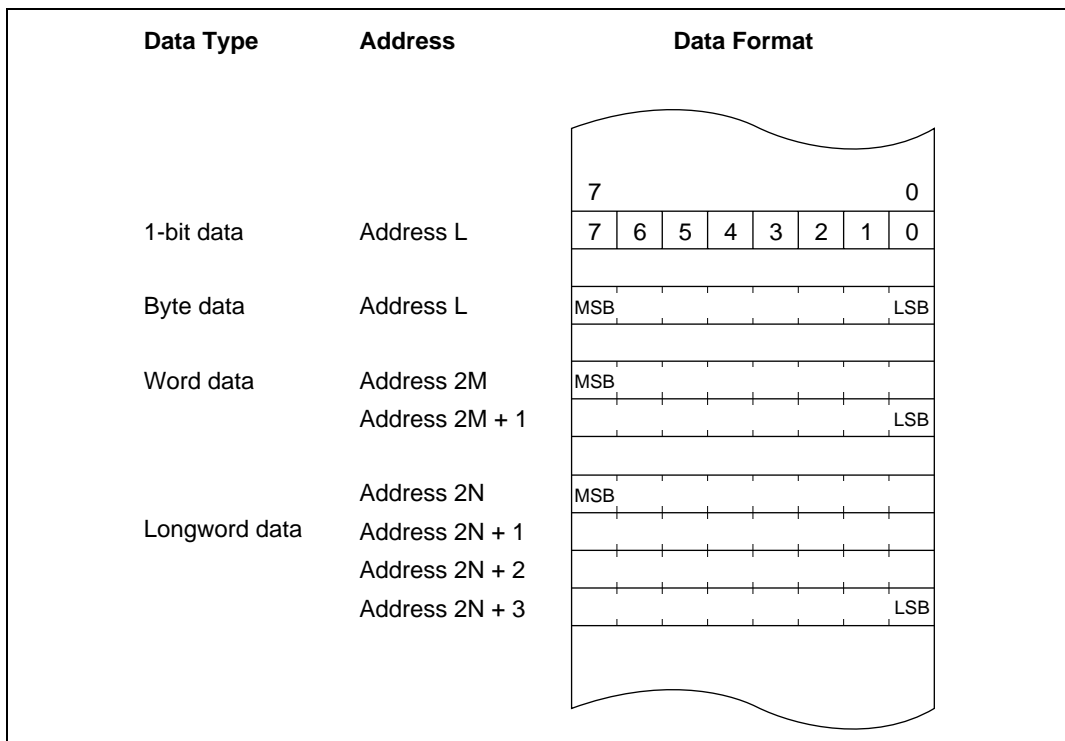 Data Type Address Data Format
7 0
1-bit data Address L 7 6 5 4 3 2 1 0
Byte data Address L MSB LSB
Word data Address 2M MSB
Address 2M + 1 LSB
Address 2N MSB
Longword data Address 2N + 1
Address 2N + 2
Address 2N + 3 LSB